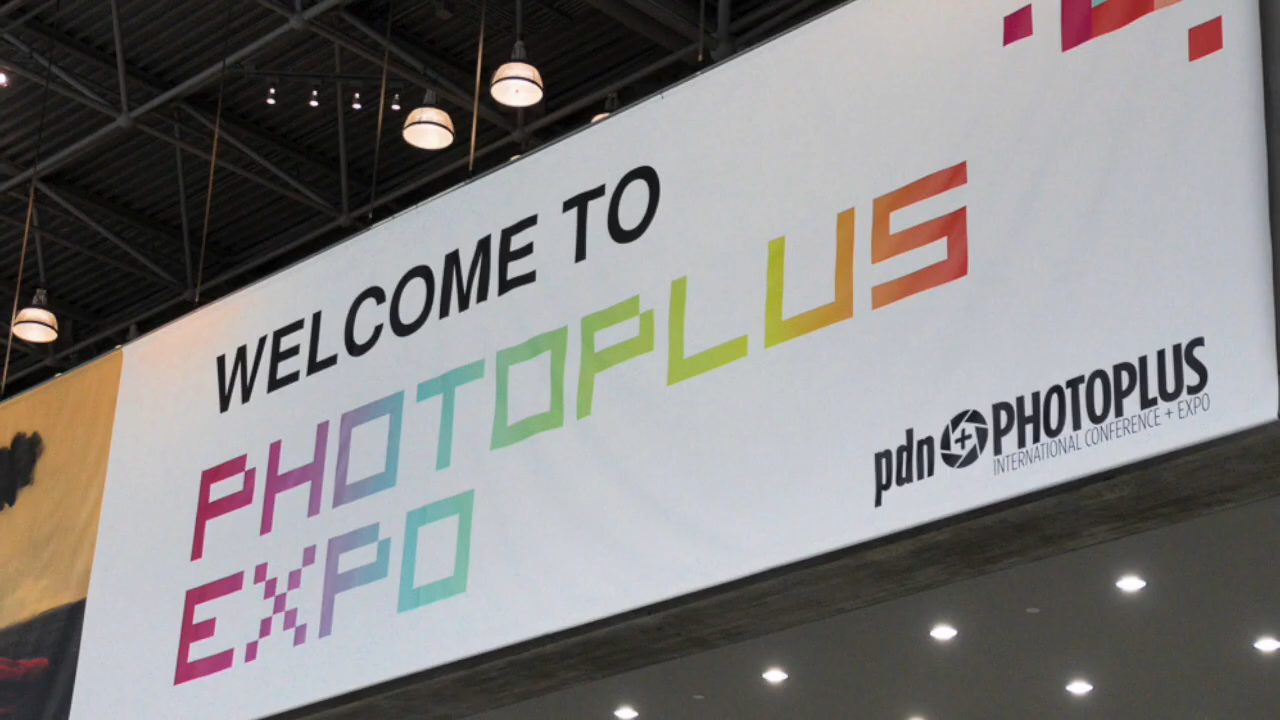 WELCOME TO
PHOTOPLUS
EXPO
pdn PHOTOPLUS
INTERNATIONAL CONFERENCE + EXPO